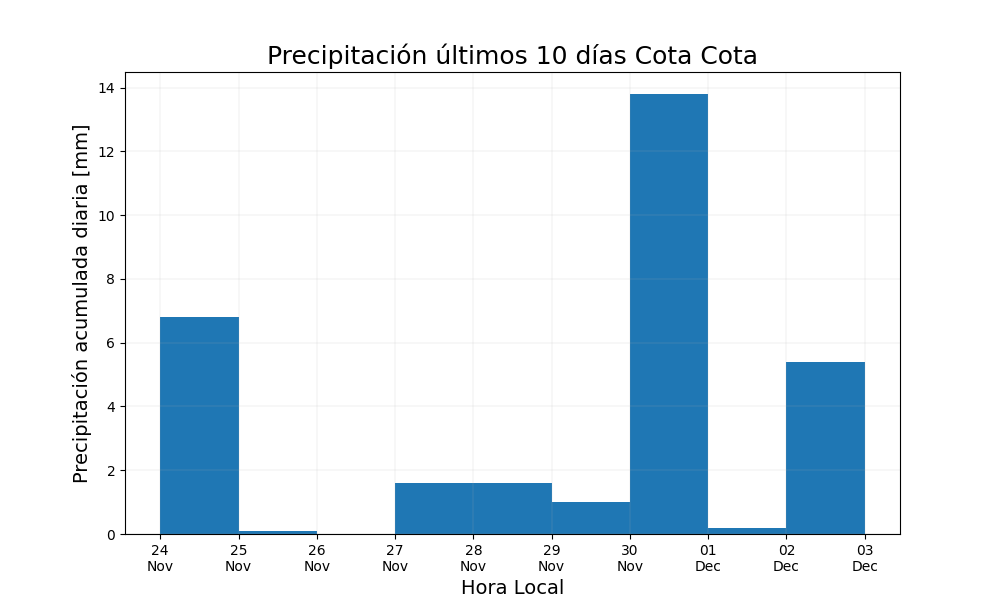 Precipitación últimos 10 días Cota Cota
Precipitación acumulada diaria [mm]
14
12
10
8
6
4
2
0
24 25 26 27 28 29 30 01 02 03
Nov Nov Nov Nov Nov Nov Nov Dec Dec Dec
Hora Local